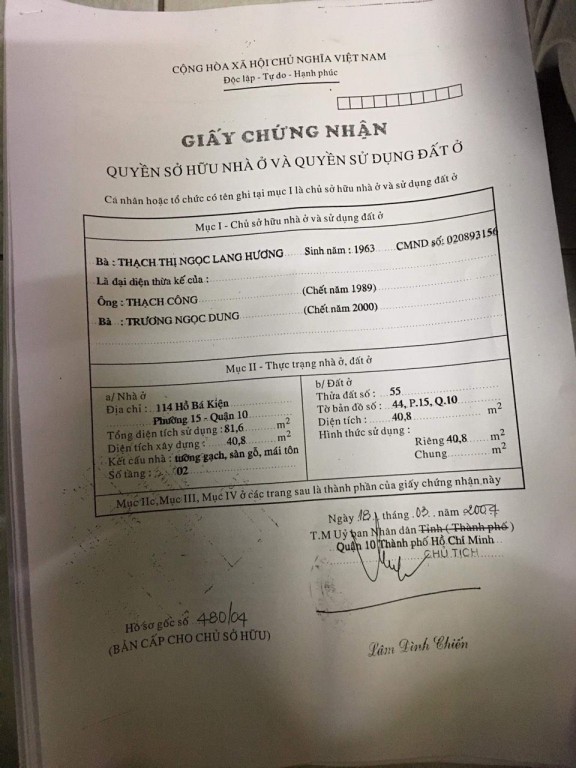 CỘNG HÒA XÃ HỘI CHỦ NGHĨA VIỆT NAM
Độc lập - Tự do - Hạnh phúc
GIẤY CHỨNG NHẬN
QUYỀN SỞ HỮU NHÀ Ở VÀ QUYỀN SỬ DỤNG ĐẤT Ở
Cá nhân hoặc tổ chức có tên ghi tại mục I là chủ sở hữu nhà ở và sử dụng đất ở
Mục I - Chủ sở hữu nhà ở và sử dụng đất ở
Bà : THẠCH THỊ NGỌC LANG HƯƠNG Sinh năm : 1963 CMND số: 020893156
Là đại diện thừa kế của :
Ông : THẠCH CÔNG (Chết năm 1989)
Bà : TRƯƠNG NGỌC DUNG (Chết năm 2000)
Mục II - Thực trạng nhà ở, đất ở
a/ Nhà ở
Địa chỉ : 114 Hồ Bá Kiện
Phường 15 - Quận 10
Tổng diện tích sử dụng : 81,6 m2
Diện tích xây dựng : 40,8 m2
Kết cấu nhà : tường gạch, sàn gỗ, mái tôn
Số tầng : 02
b/ Đất ở
Thửa đất số : 55
Tờ bản đồ số : 44, P.15, Q.10
Diện tích : 40.8 m2
Hình thức sử dụng :
Riêng 40,8 m2
Chung m2
Mục IIc, Mục III, Mục IV ở các trang sau là thành phần của giấy chứng nhận này
Ngày 18 tháng 03 năm 2004
T.M Uỷ ban Nhân dân Tỉnh ( Thành phố )
Quận 10 Thành phố Hồ Chí Minh
CHỦ TỊCH
Hồ sơ gốc số 480/04
(BẢN CẤP CHO CHỦ SỞ HỮU)
Lâm Đình Chiến